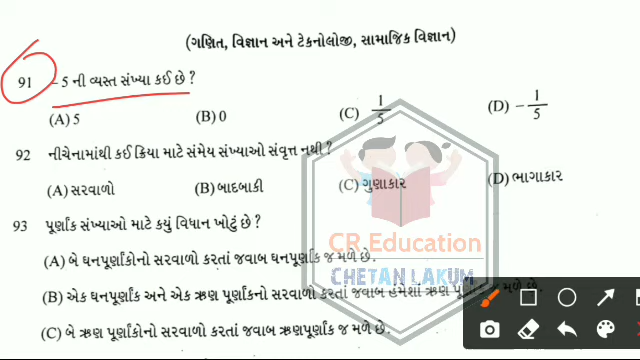 (ગણિત, વિજ્ઞાન અને ટેકનોલોજી, સામાજિક વિજ્ઞાન)
91 – 5 ની વ્યસ્ત સંખ્યા કઈ છે ?
(A) 5 (B) 0 (C) 1/5 (D) – 1/5
92 નીચેનામાંથી કઈ ક્રિયા માટે સંમેય સંખ્યાઓ સંવૃત્ત નથી ?
(A) સરવાળો (B) બાદબાકી (C) ગુણાકાર (D) ભાગાકાર
93 પૂર્ણાંક સંખ્યાઓ માટે કયું વિધાન ખોટું છે ?
CR.Education
(A) બે ધનપૂર્ણાંકોનો સરવાળો કરતાં જવાબ ધનપૂર્ણાંક જ મળે છે.
CHETAN LAKUM
(B) એક ધનપૂર્ણાંક અને એક ઋણ પૂર્ણાંકનો સરવાળો કરતાં જવાબ હંમેશાં ઋણ જ મળે છે.
(C) બે ઋણ પૂર્ણાંકોનો સરવાળો કરતાં જવાબ ઋણપૂર્ણાંક જ મળે છે.